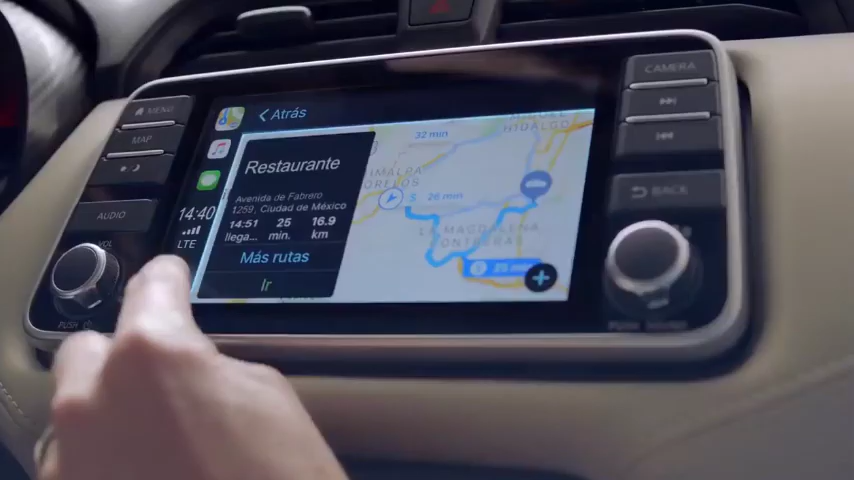 MENU
MAP
AUDIO
VOL
PUSH
14:40
LTE
Atrás
Restaurante
Avenida de Fabrero
1259, Ciudad de México
14:51 25 16.9
llega... min. km
Más rutas
Ir
32 min
MIGUEL
HIDALGO
26 min
LA MAGDALENA
CONTRERAS
25 min
CAMERA
BACK